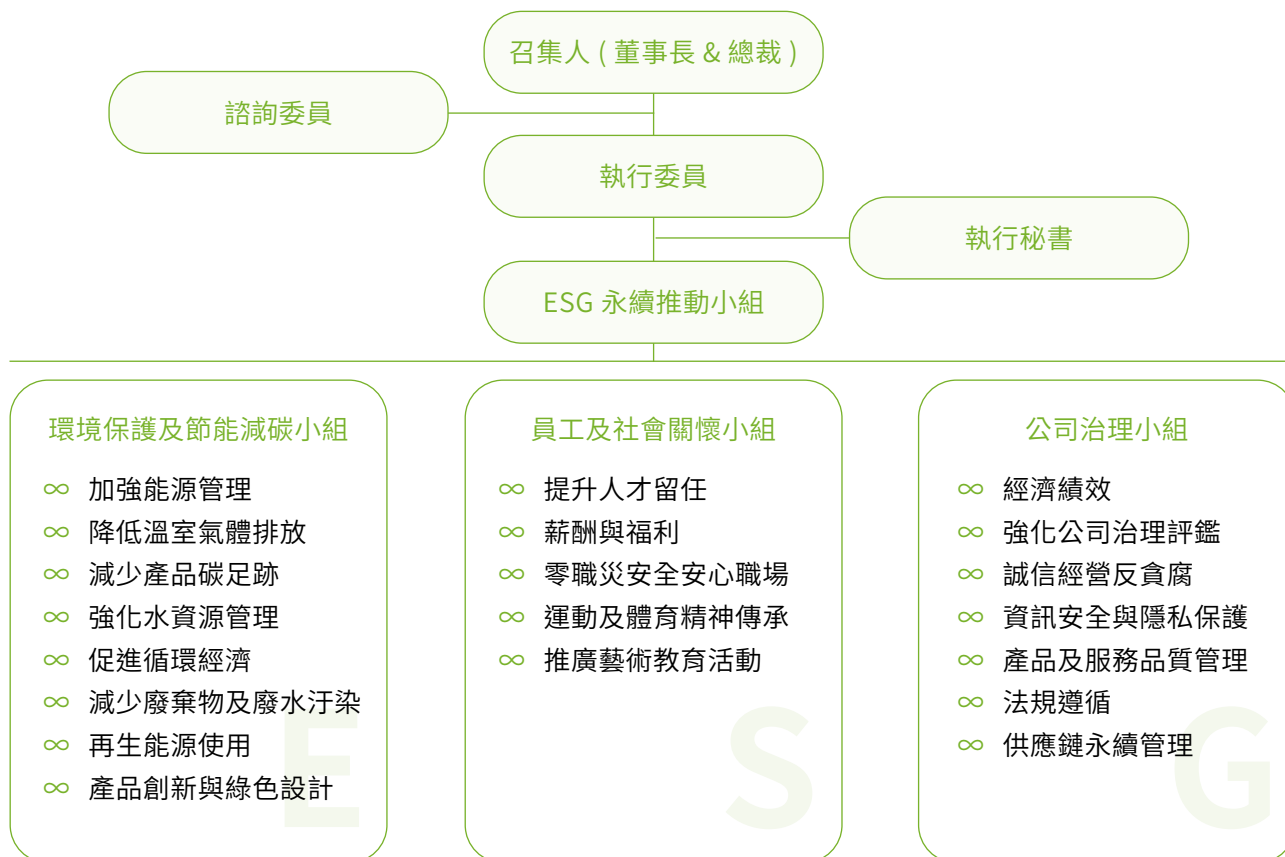 召集人 ( 董事長 & 總裁 )
諮詢委員
執行委員
執行秘書
ESG 永續推動小組
環境保護及節能減碳小組
∞ 加強能源管理
∞ 降低溫室氣體排放
∞ 減少產品碳足跡
∞ 強化水資源管理
∞ 促進循環經濟
∞ 減少廢棄物及廢水汙染
∞ 再生能源使用
∞ 產品創新與綠色設計
E
員工及社會關懷小組
∞ 提升人才留任
∞ 薪酬與福利
∞ 零職災安全安心職場
∞ 運動及體育精神傳承
∞ 推廣藝術教育活動
S
公司治理小組
∞ 經濟績效
∞ 強化公司治理評鑑
∞ 誠信經營反貪腐
∞ 資訊安全與隱私保護
∞ 產品及服務品質管理
∞ 法規遵循
∞ 供應鏈永續管理
G